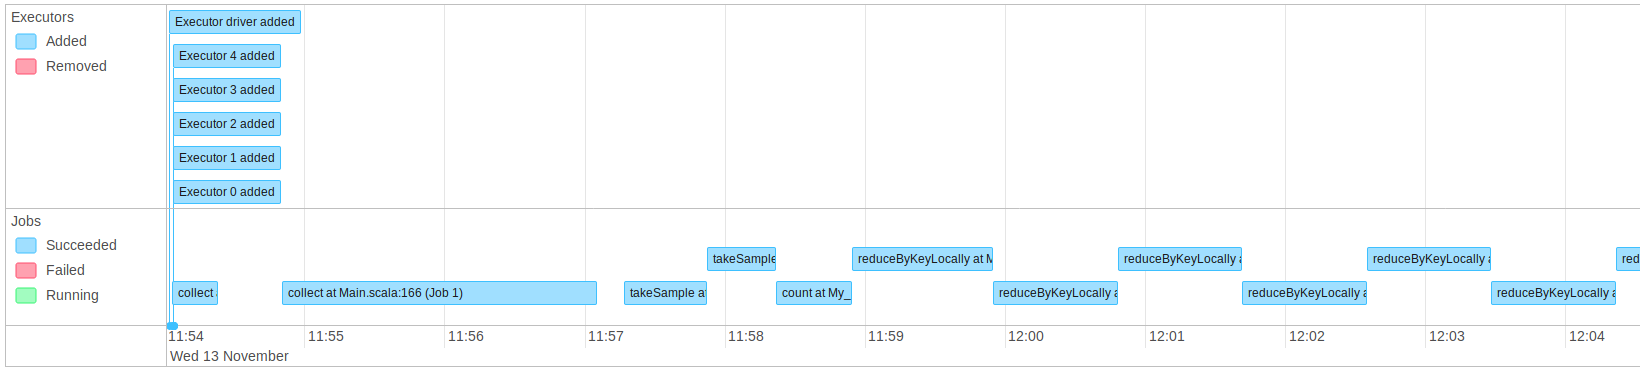 Executors
Added
Removed
Executor driver added
Executor 4 added
Executor 3 added
Executor 2 added
Executor 1 added
Executor 0 added
Jobs
Succeeded
Failed
Running
takeSample
reduceByKeyLocally at M
reduceByKeyLocally a
reduceByKeyLocally a
red
collect
collect at Main.scala:166 (Job 1)
takeSample a
count at My_
reduceByKeyLocally a
reduceByKeyLocally a
reduceByKeyLocally a
11:54 11:55 11:56 11:57 11:58 11:59 12:00 12:01 12:02 12:03 12:04
Wed 13 November